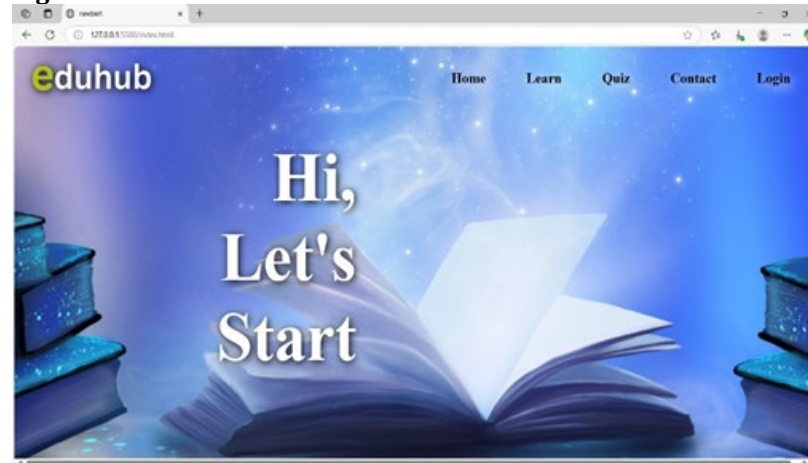 newbert
127.0.0.1:5500/index.html
eduhub
Home Learn Quiz Contact Login
Hi,
Let's
Start